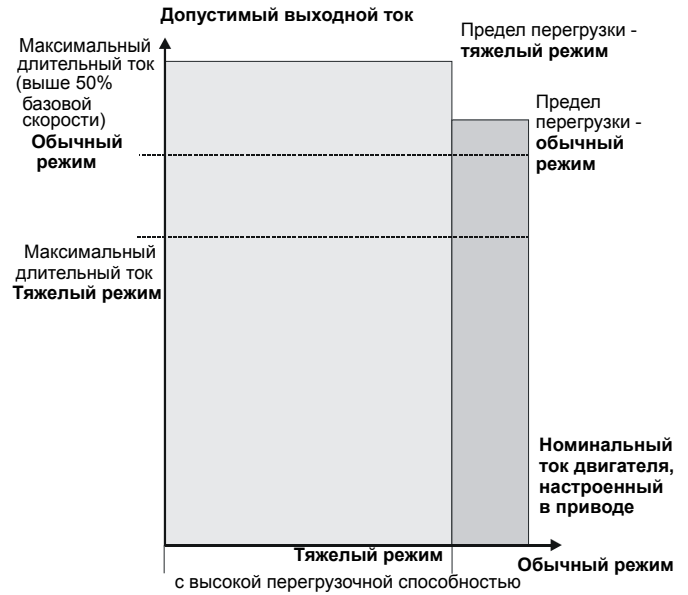 Допустимый выходной ток
Максимальный
длительный ток
(выше 50%
базовой
скорости)
Обычный
режим
Предел перегрузки -
тяжелый режим
Предел
перегрузки -
обычный
режим
Максимальный
длительный ток
Тяжелый режим
Номинальный
ток двигателя,
настроенный
в приводе
Тяжелый режим
Обычный режим
с высокой перегрузочной способностью